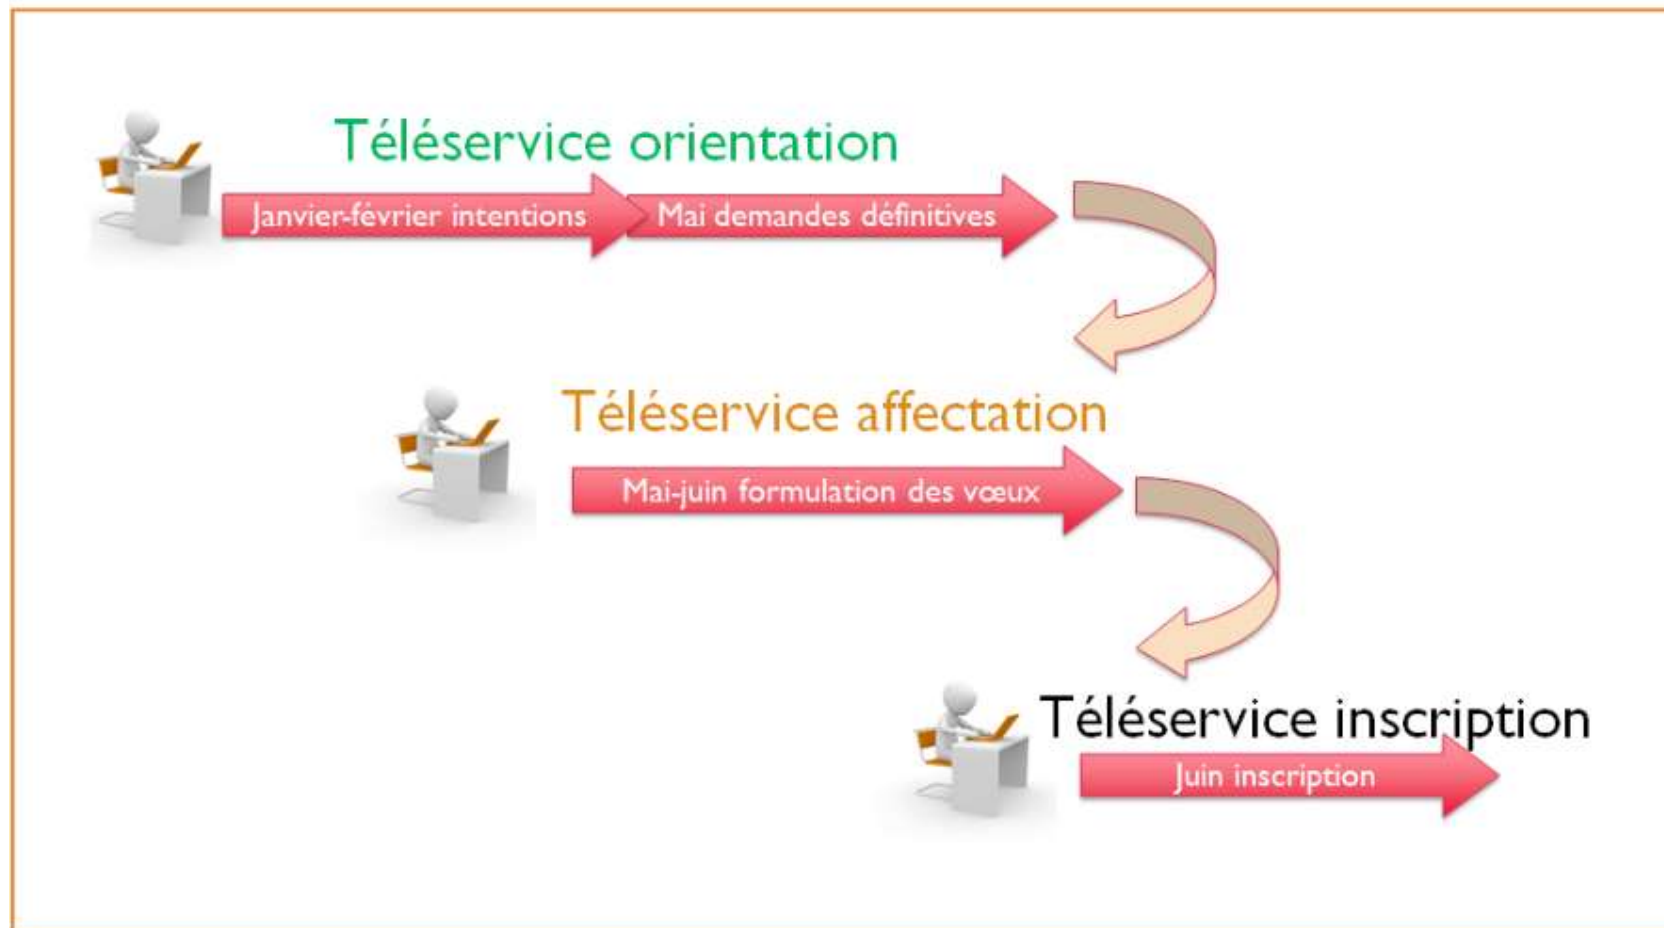 Téléservice orientation
Janvier-février intentions
Mai demandes définitives
Téléservice affectation
Mai-juin formulation des vœux
Téléservice inscription
Juin inscription